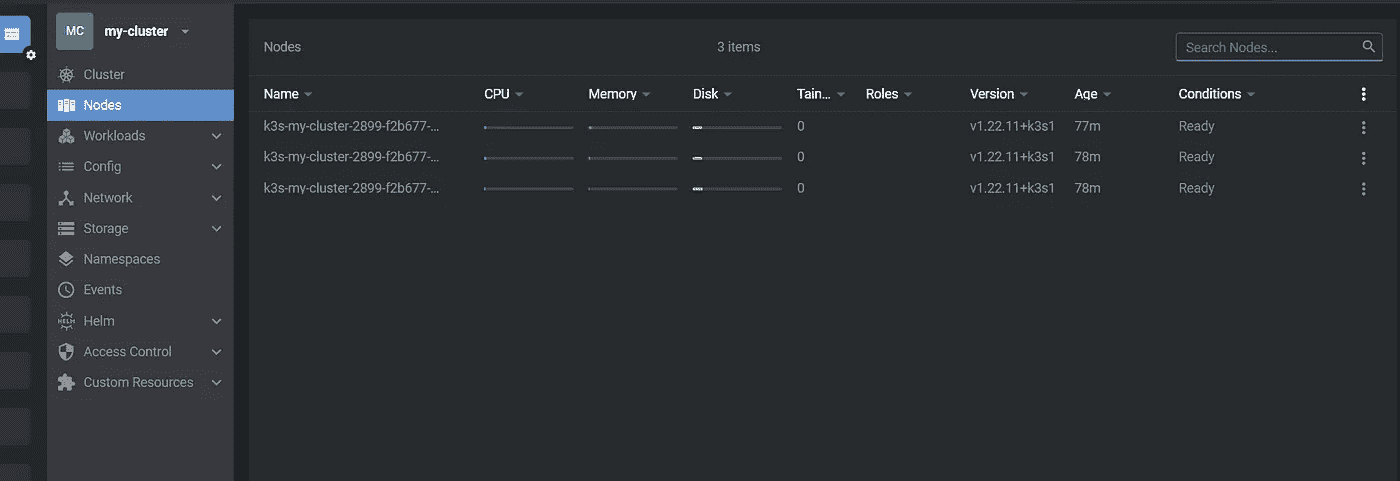 MC my-cluster
Cluster
Nodes
Workloads
Config
Network
Storage
Namespaces
Events
HELM Helm
Access Control
Custom Resources
Nodes 3 items Search Nodes...
Name CPU Memory Disk Tain... Roles Version Age Conditions
k3s-my-cluster-2899-f2b677-... 0 v1.22.11+k3s1 77m Ready
k3s-my-cluster-2899-f2b677-... 0 v1.22.11+k3s1 78m Ready
k3s-my-cluster-2899-f2b677-... 0 v1.22.11+k3s1 78m Ready